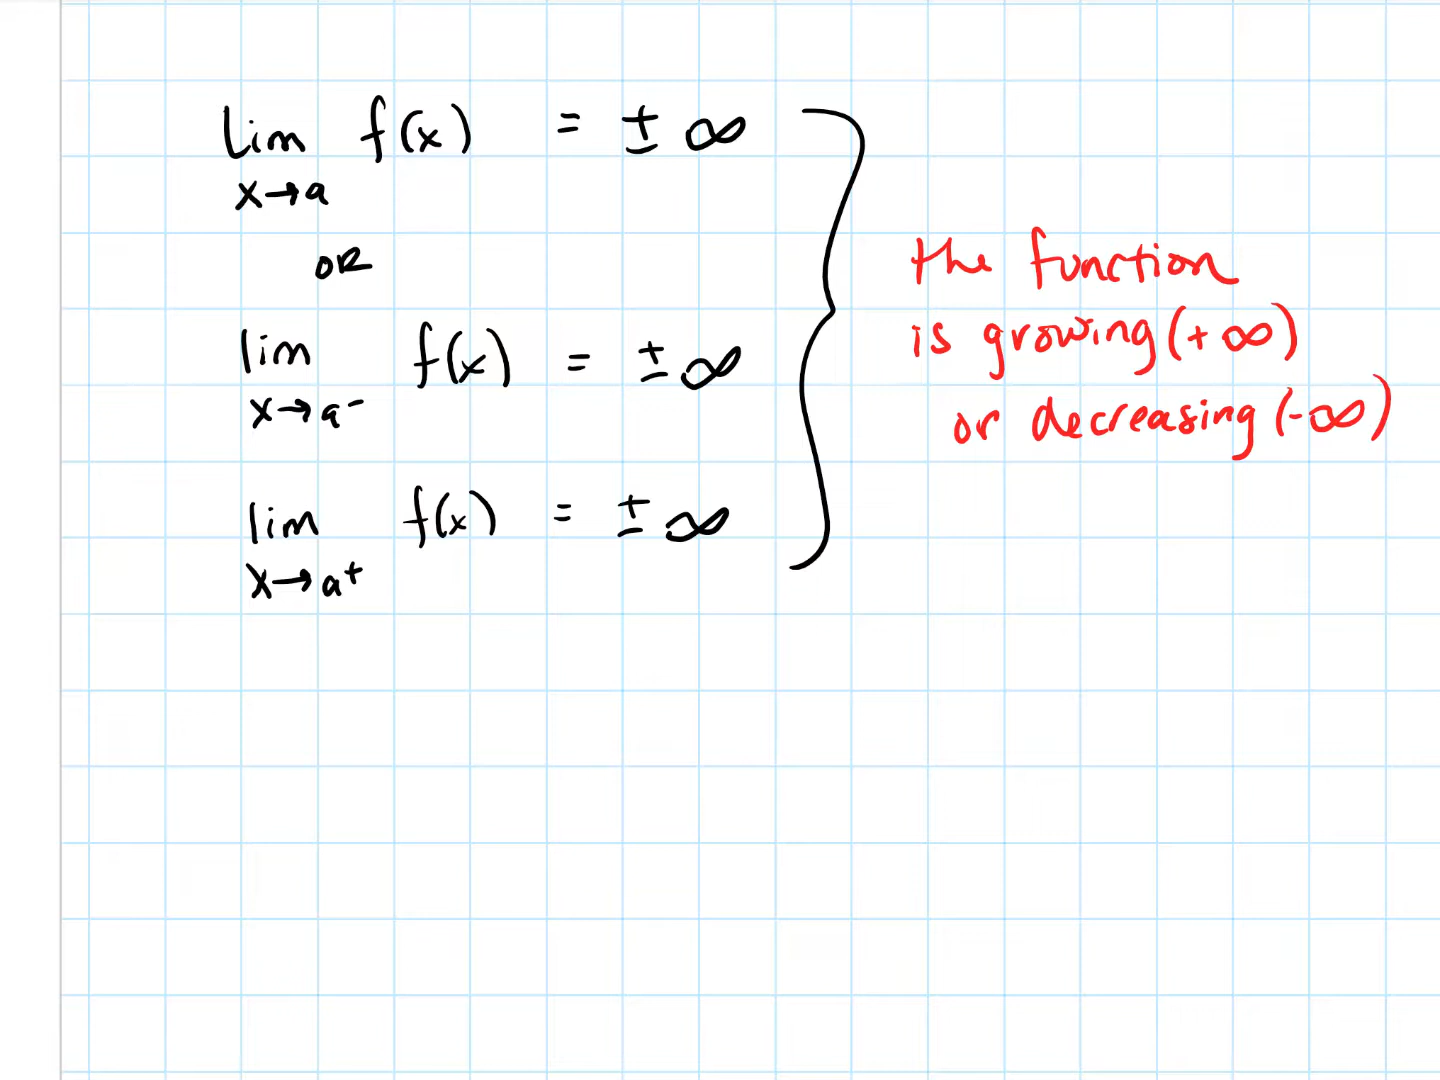 lim f(x) = ± ∞
x→a
OR
lim f(x) = ± ∞
x→a⁻
lim f(x) = ± ∞
x→a⁺
the function
is growing (+∞)
or decreasing (-∞)